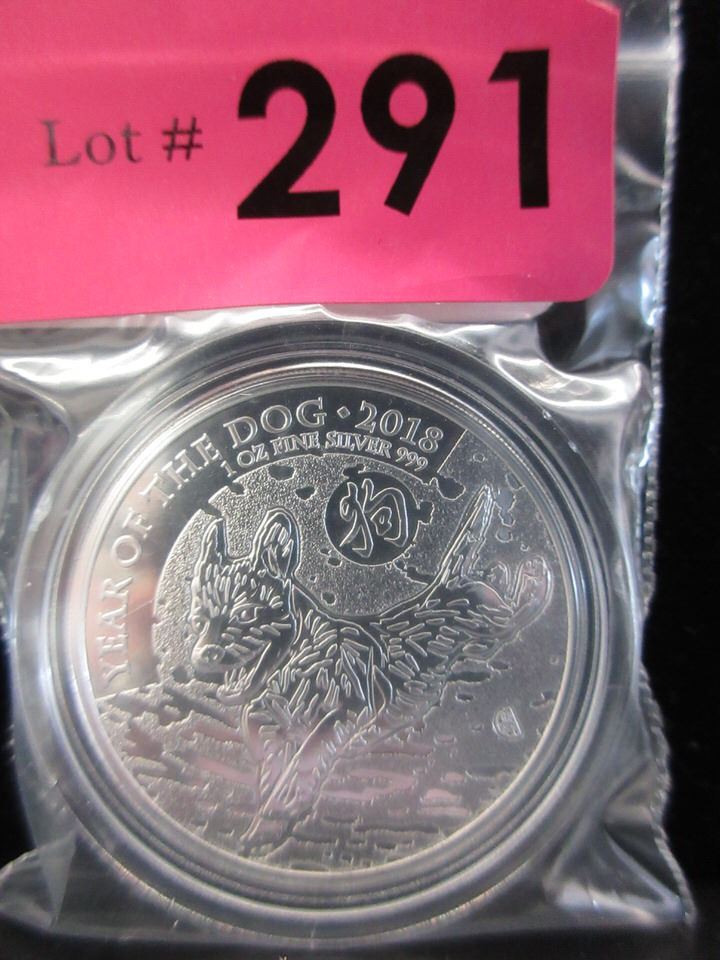 Lot # 291
YEAR OF THE DOG · 2018
1 OZ FINE SILVER 999
狗